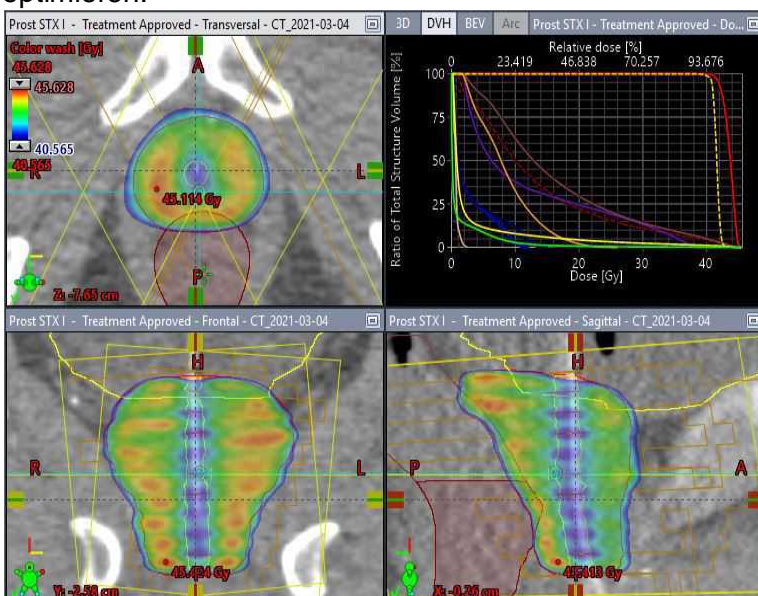 optimieren.
Prost STX I - Treatment Approved - Transversal - CT_2021-03-04
Color wash [Gy]
45.628
45.628
40.565
40.565
A
R
L
P
45.114 Gy
Z: -7.65 cm
3D DVH BEV Arc Prost STX I - Treatment Approved - Do...
Relative dose [%]
0 23.419 46.838 70.257 93.676
Ratio of Total Structure Volume [%]
100
75
50
25
0
0 10 20 30 40
Dose [Gy]
Prost STX I - Treatment Approved - Frontal - CT_2021-03-04
H
R
L
Y: -2.58 cm
Prost STX I - Treatment Approved - Sagittal - CT_2021-03-04
H
P
A
X: -0.26 cm